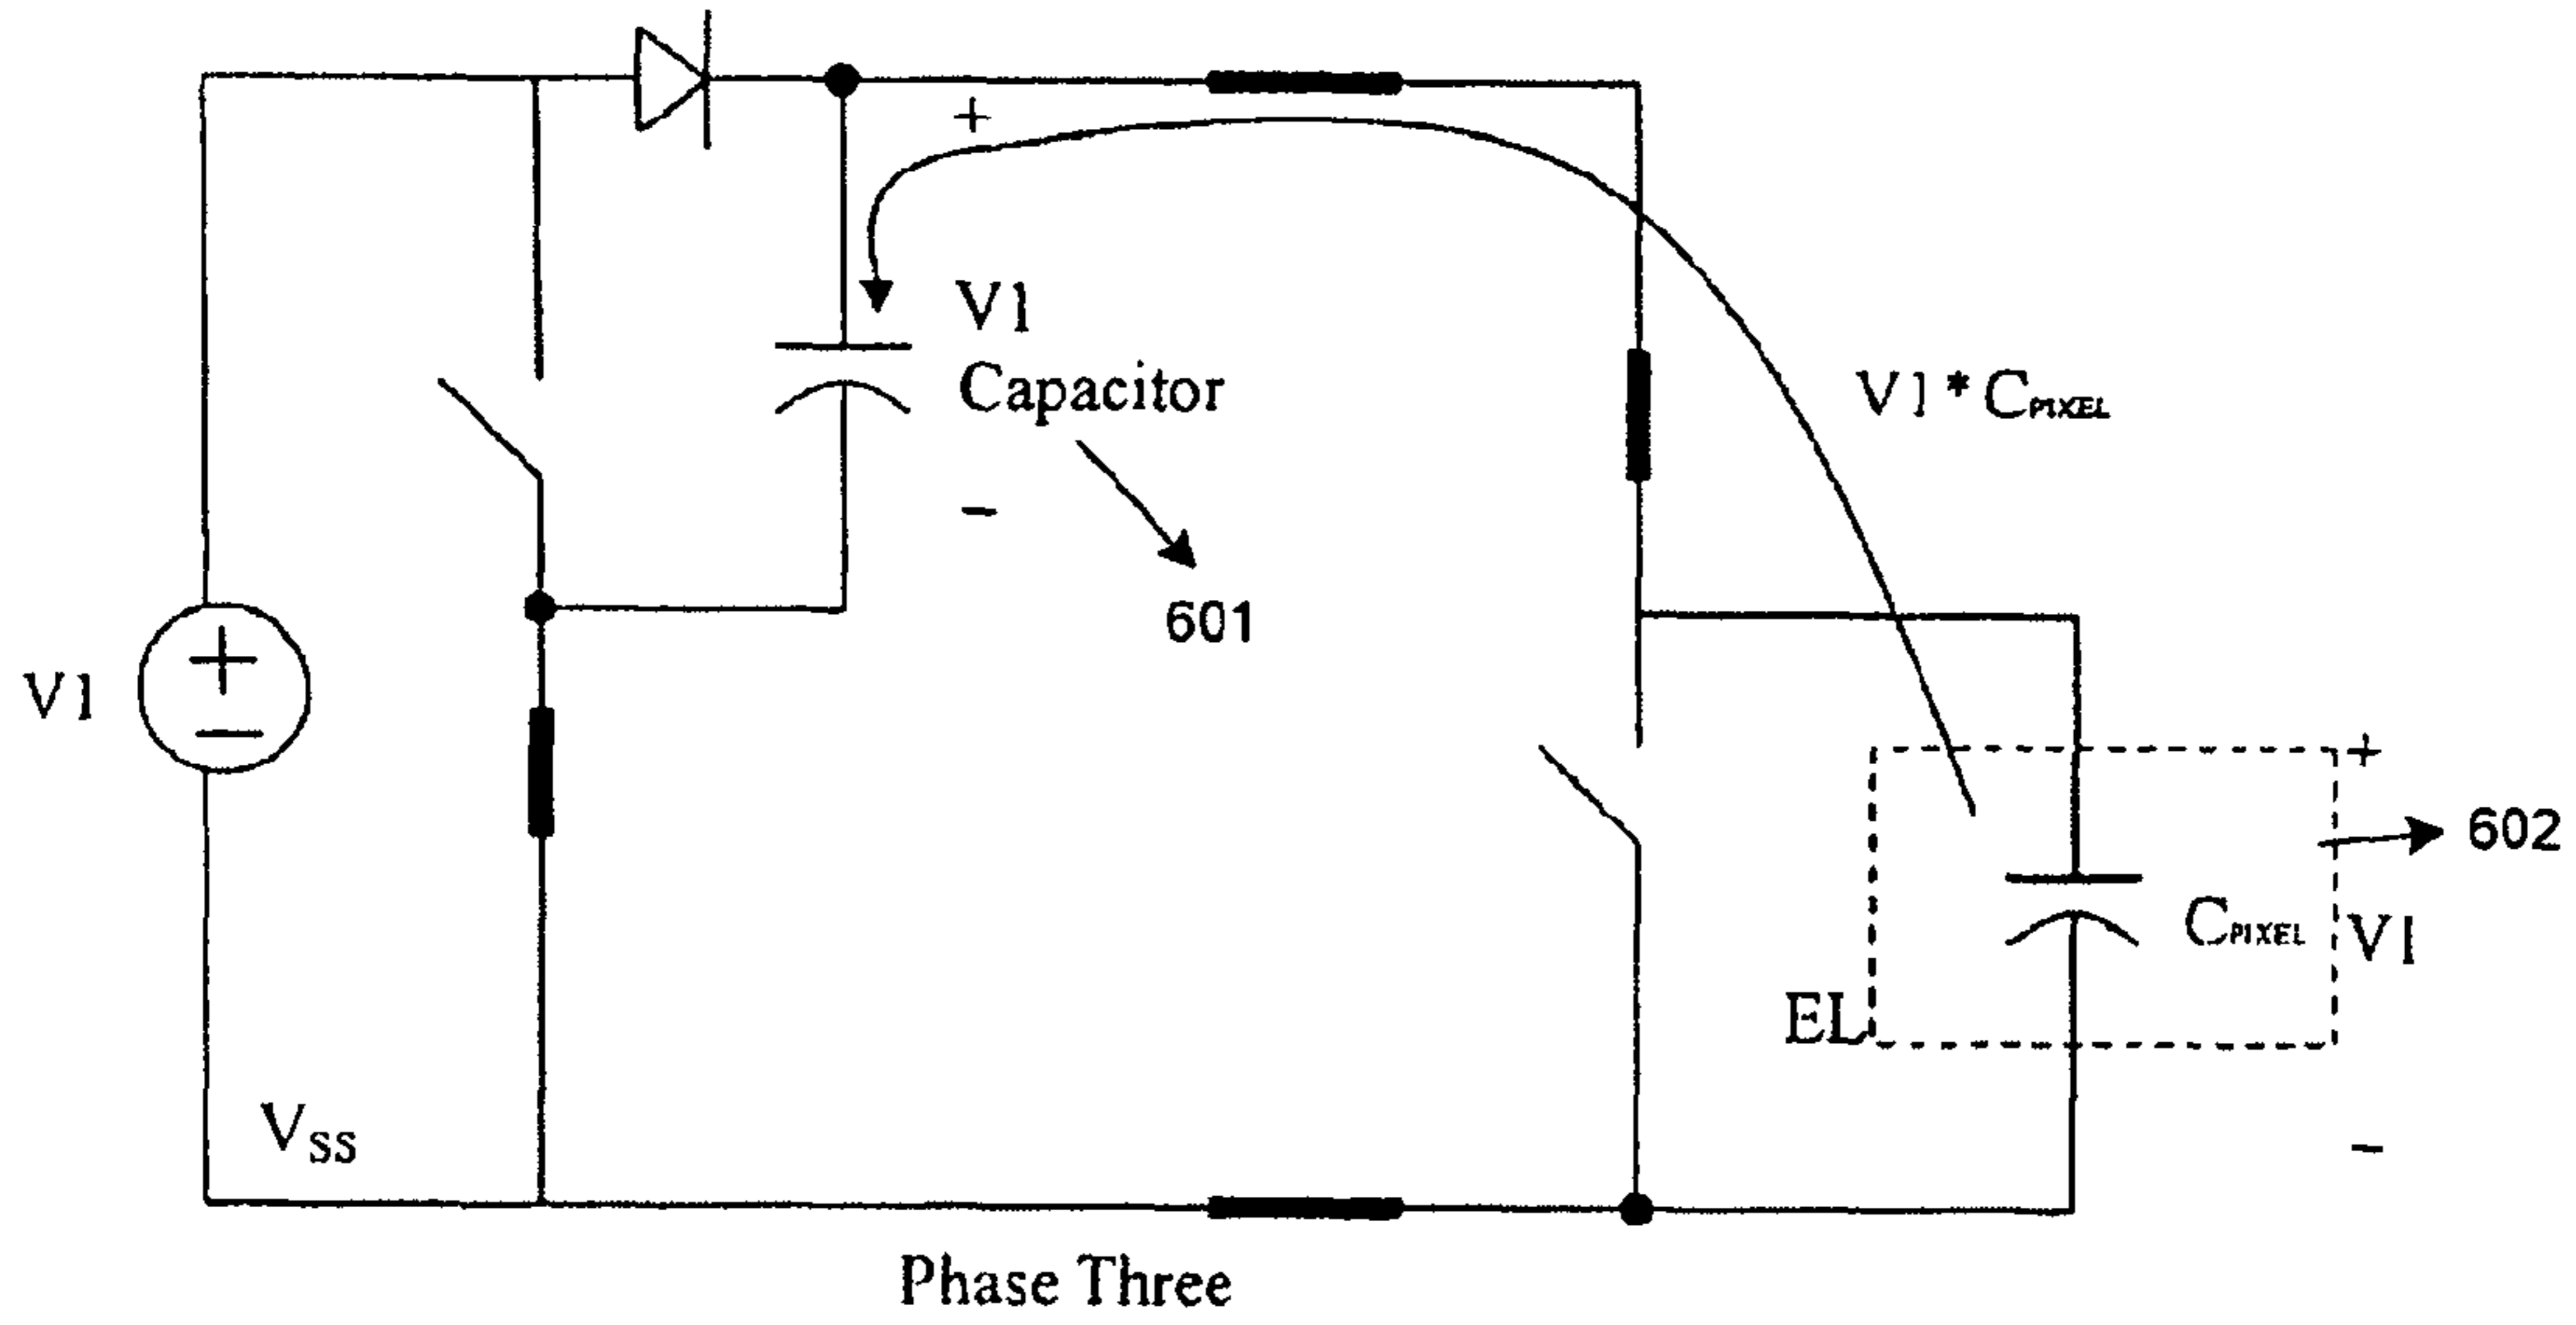 +
V1
Capacitor
−
601
V1 * CPIXEL
V1
+
−
+
602
CPIXEL
V1
EL
−
VSS
Phase Three